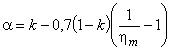 α = k − 0,7(1 − k)(1/η_m − 1)